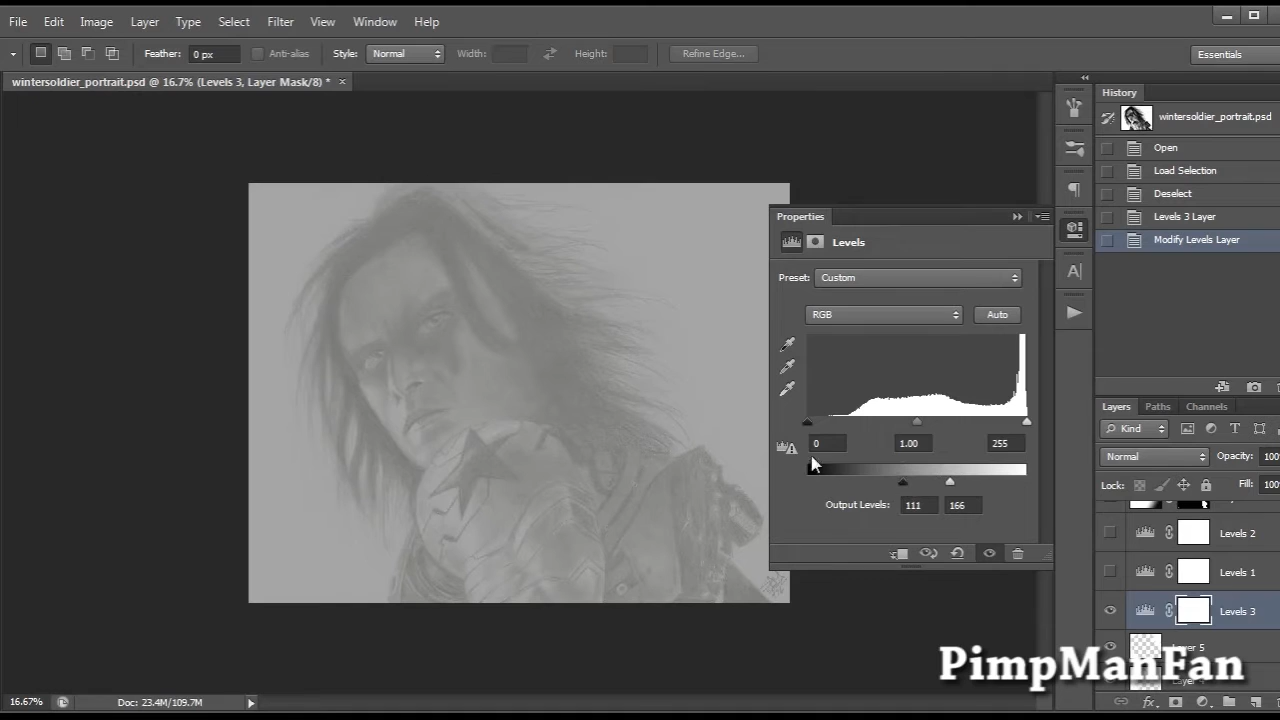 File Edit Image Layer Type Select Filter View Window Help
Feather: 0 px Anti-alias Style: Normal Width: Height: Refine Edge... Essentials
wintersoldier_portrait.psd @ 16.7% (Levels 3, Layer Mask/8) * ×
History
wintersoldier_portrait.psd
Open
Load Selection
Deselect
Levels 3 Layer
Modify Levels Layer
Properties
Levels
Preset: Custom
RGB Auto
0 1.00 255
Output Levels: 111 166
Layers Paths Channels
Kind
Normal Opacity: 100
Lock: Fill: 100
Levels 2
Levels 1
Levels 3
Layer 5
PimpManFan
16.67% Doc: 23.4M/109.7M